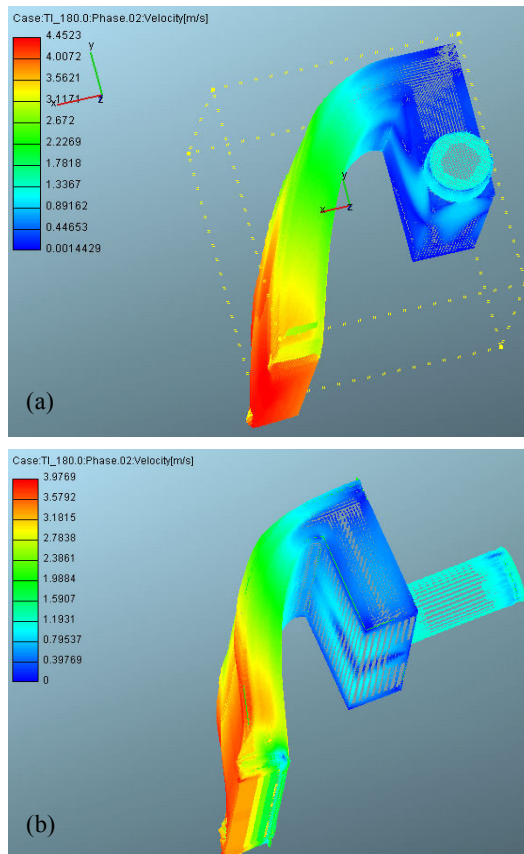 Case:TI_180.0:Phase.02:Velocity[m/s]
4.4523
4.0072
3.5621
3.1171
2.672
2.2269
1.7818
1.3367
0.89162
0.44653
0.0014429
y
x
z
y
x
z
(a)
Case:TI_180.0:Phase.02:Velocity[m/s]
3.9769
3.5792
3.1815
2.7838
2.3861
1.9884
1.5907
1.1931
0.79537
0.39769
0
(b)